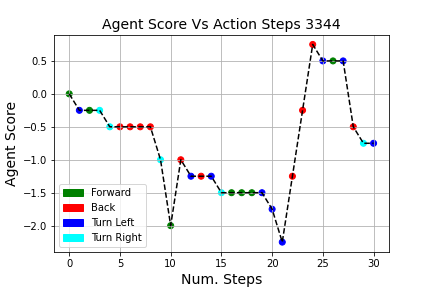 Agent Score Vs Action Steps 3344
Agent Score
0.5
0.0
−0.5
−1.0
−1.5
−2.0
Forward
Back
Turn Left
Turn Right
0 5 10 15 20 25 30
Num. Steps